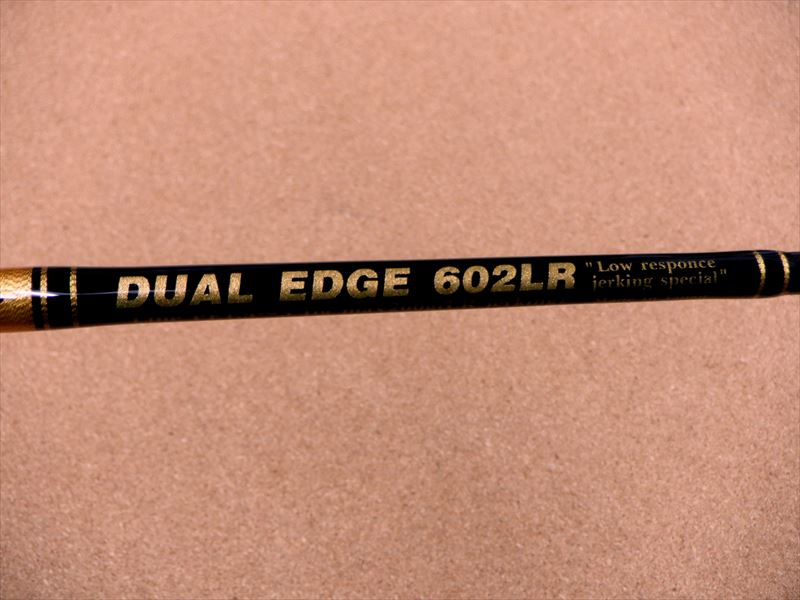 DUAL EDGE 602LR
"Low responce
jerking special"